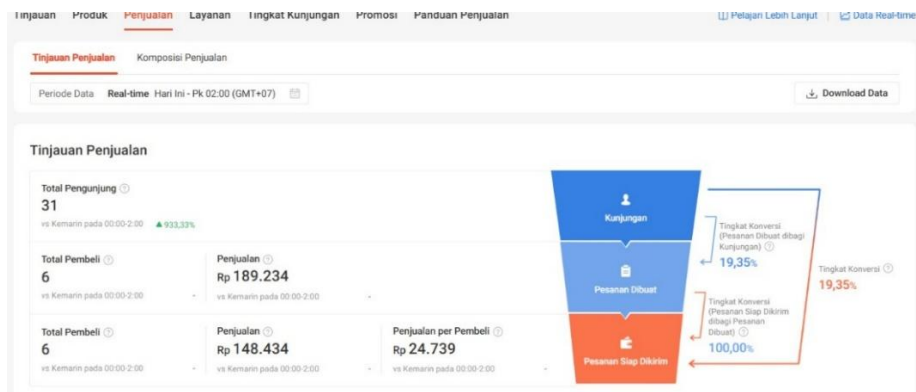 Tinjauan Produk Penjualan Layanan Tingkat Kunjungan Promosi Panduan Penjualan Pelajari Lebih Lanjut Data Real-time
Tinjauan Penjualan Komposisi Penjualan
Periode Data Real-time Hari Ini - Pk 02:00 (GMT+07) Download Data
Tinjauan Penjualan
Total Pengunjung
31
vs Kemarin pada 00:00-2:00 933,33%
Total Pembeli Penjualan
6 Rp 189.234
vs Kemarin pada 00:00-2:00 - vs Kemarin pada 00:00-2:00 -
Total Pembeli Penjualan Penjualan per Pembeli
6 Rp 148.434 Rp 24.739
vs Kemarin pada 00:00-2:00 - vs Kemarin pada 00:00-2:00 - vs Kemarin pada 00:00-2:00 -
Kunjungan
Pesanan Dibuat
Pesanan Siap Dikirim
Tingkat Konversi
(Pesanan Dibuat dibagi
Kunjungan)
19,35%
Tingkat Konversi
(Pesanan Siap Dikirim
dibagi Pesanan
Dibuat)
100,00%
Tingkat Konversi
19,35%